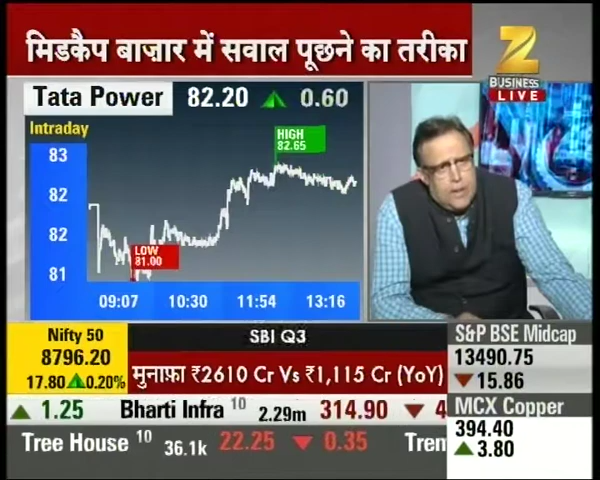 मिडकैप बाज़ार में सवाल पूछने का तरीका
Z
BUSINESS
LIVE
Tata Power 82.20 ▲ 0.60
Intraday
83
82
82
81
HIGH
82.65
LOW
81.00
09:07 10:30 11:54 13:16
Nifty 50
8796.20
17.80 ▲ 0.20%
SBI Q3
मुनाफ़ा ₹2610 Cr Vs ₹1,115 Cr (YoY)
S&P BSE Midcap
13490.75
▼ 15.86
▲ 1.25 Bharti Infra 10 2.29m 314.90 ▼ 4
MCX Copper
394.40
▲ 3.80
Tree House 10 36.1k 22.25 ▼ 0.35 Tren